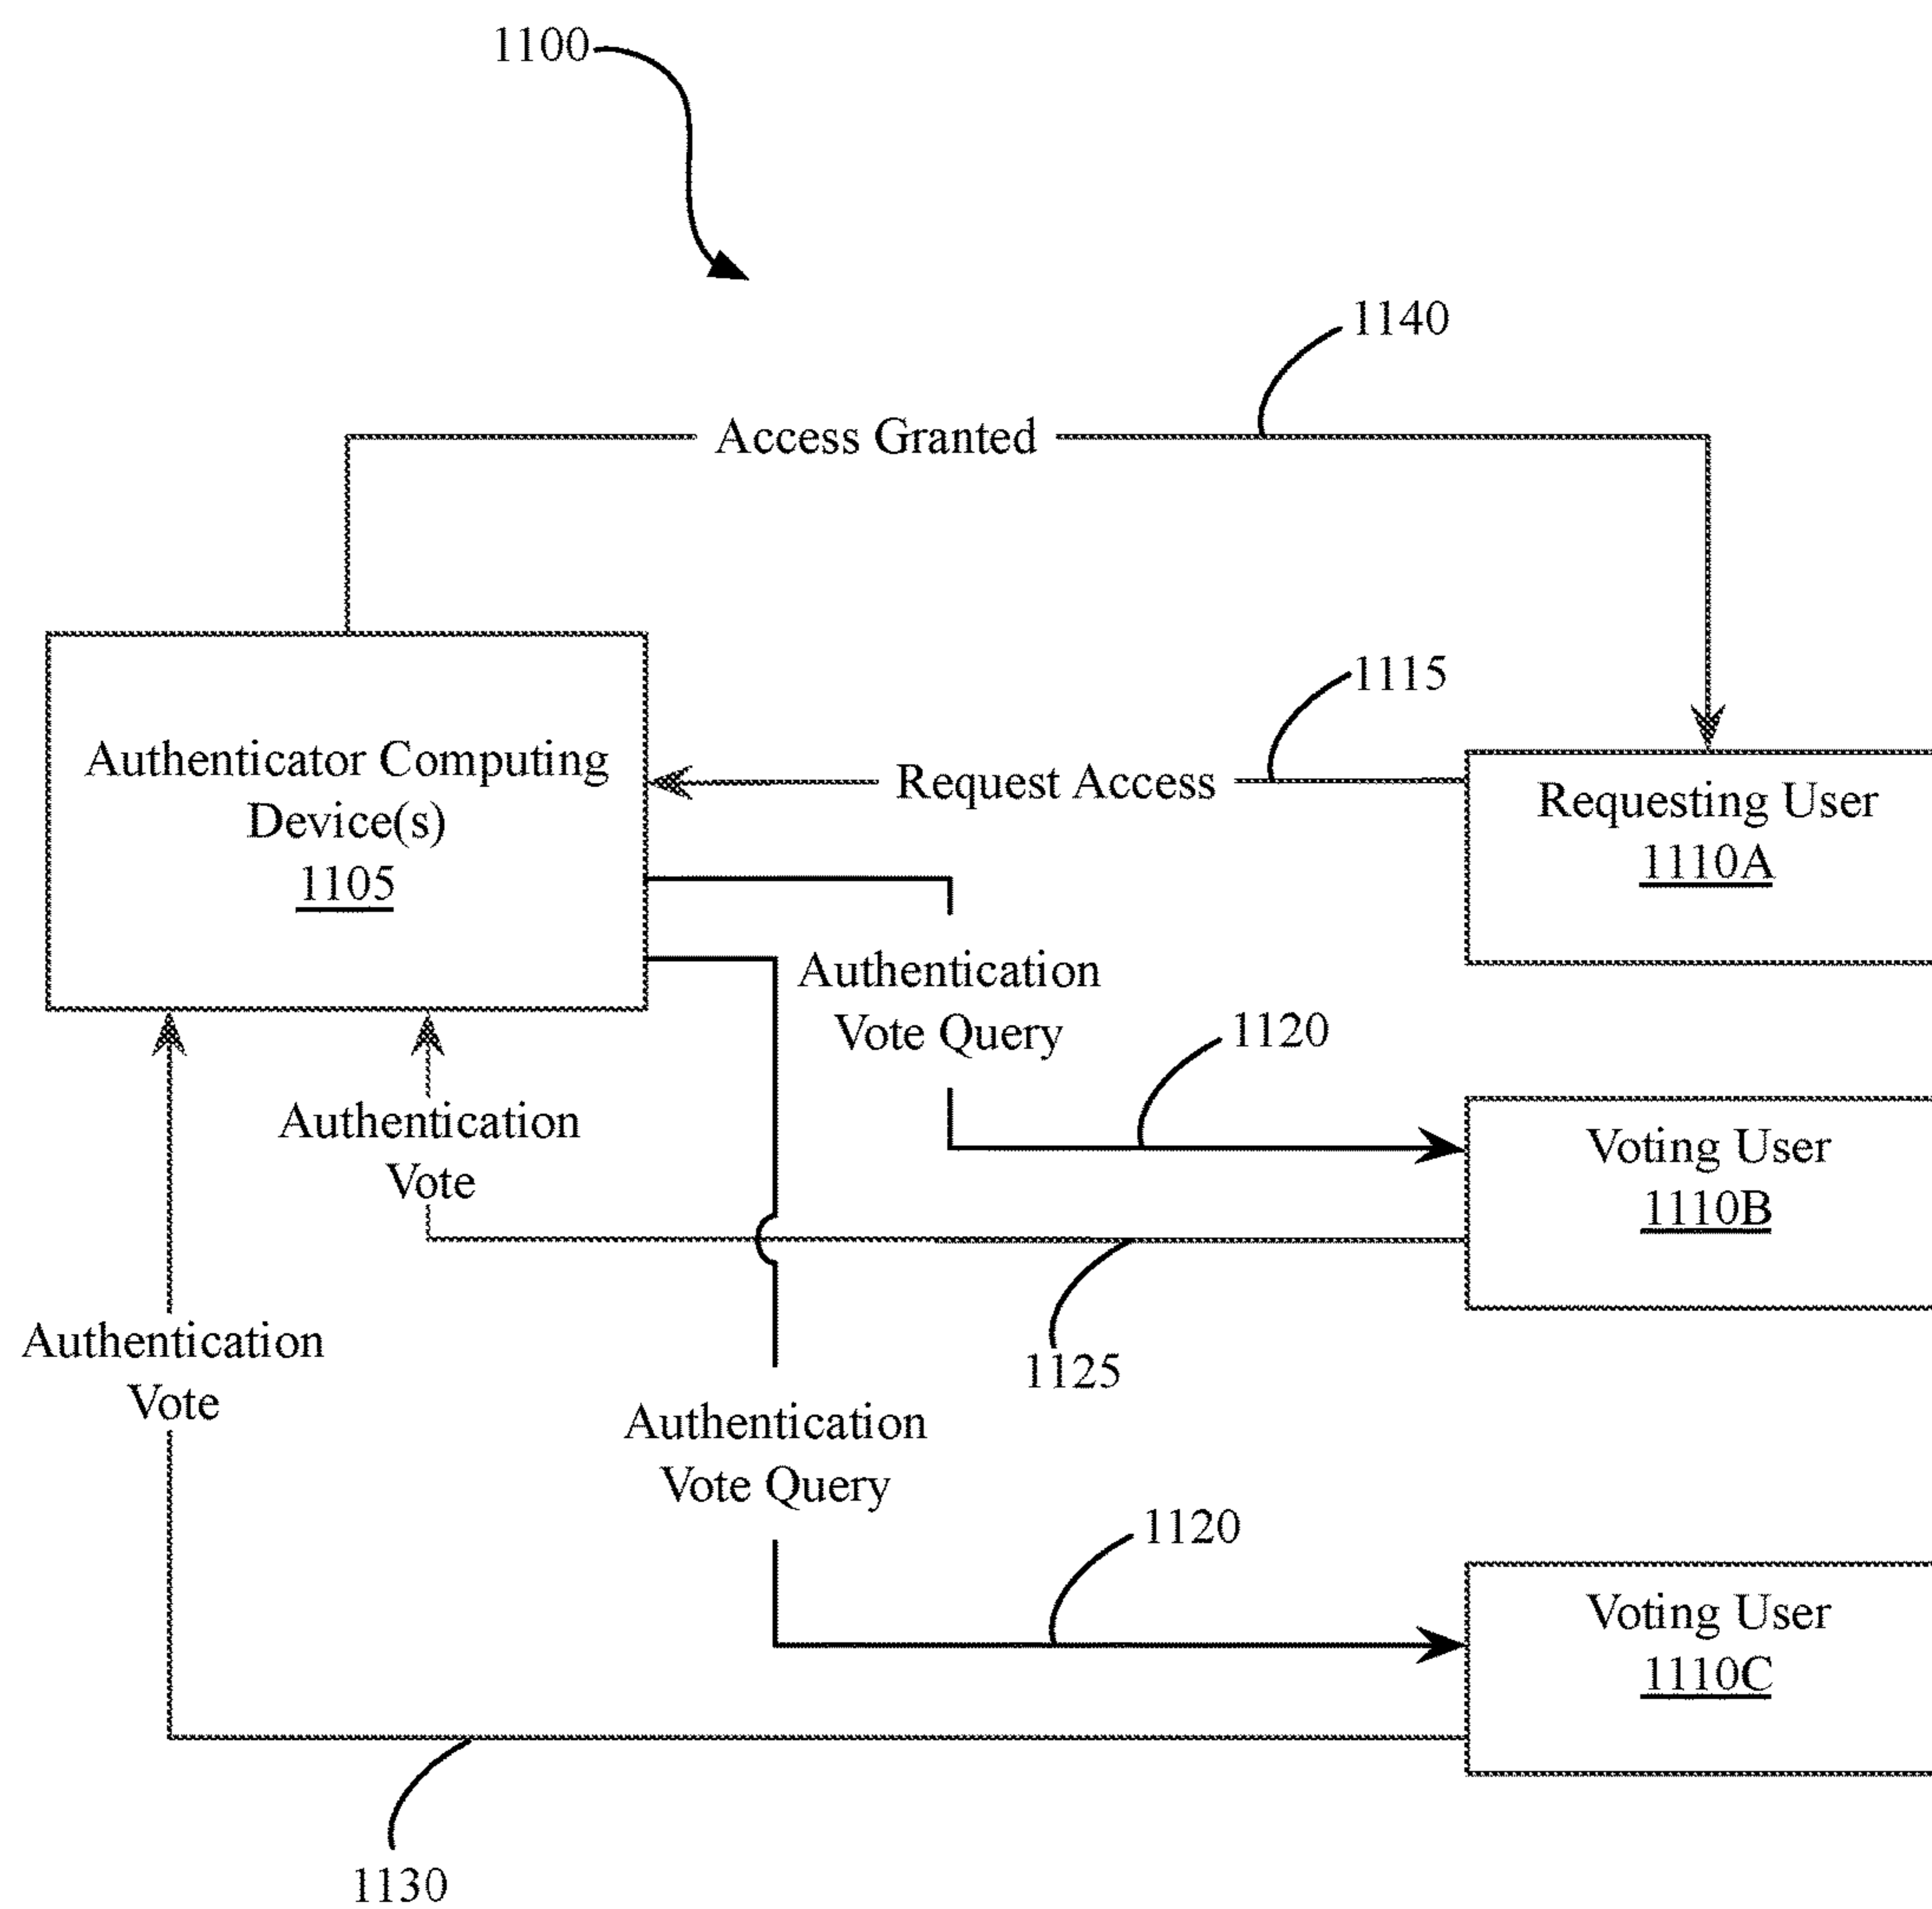 1100
1140
Access Granted
1115
Request Access
Authenticator Computing
Device(s)
1105
Requesting User
1110A
Authentication
Vote Query
1120
Authentication
Vote
Voting User
1110B
1125
Authentication
Vote
Authentication
Vote Query
1120
Voting User
1110C
1130